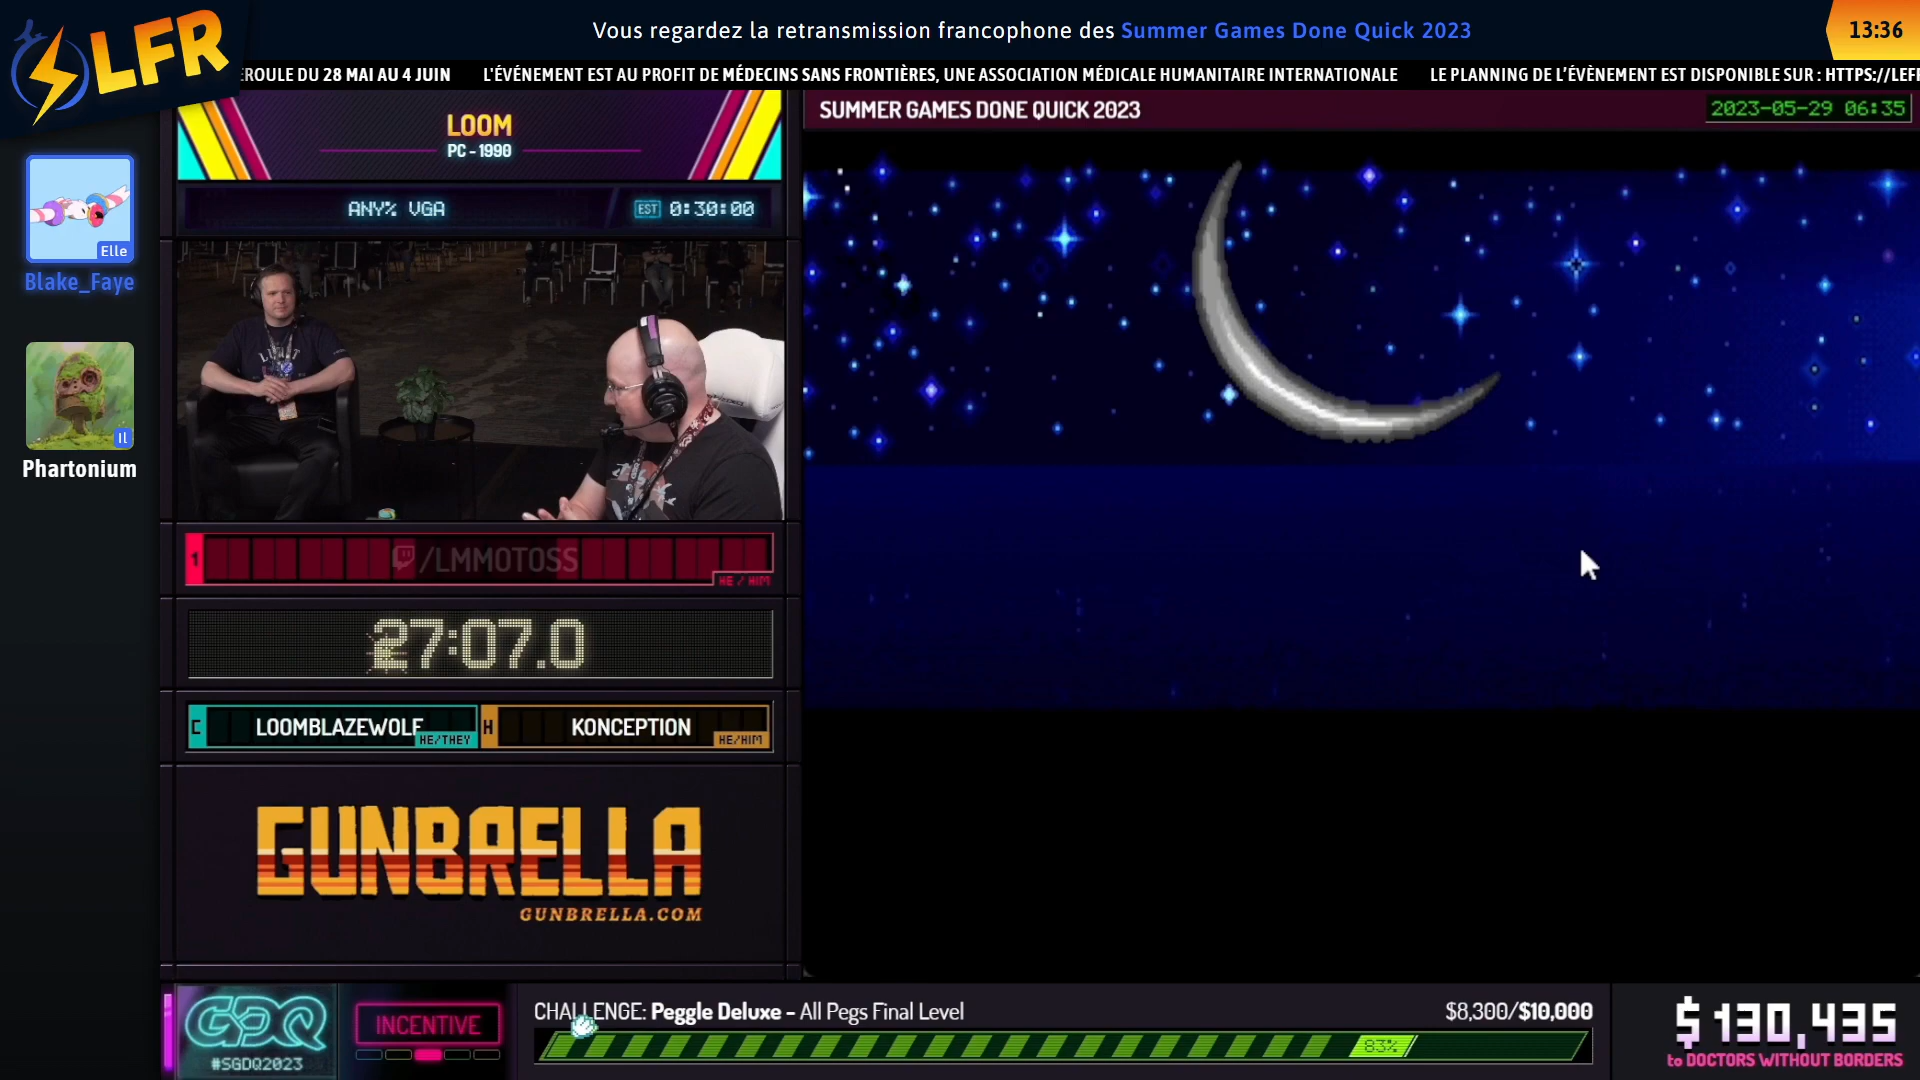 LFR
Vous regardez la retransmission francophone des Summer Games Done Quick 2023
13:36
ÉROULE DU 28 MAI AU 4 JUIN L'ÉVÉNEMENT EST AU PROFIT DE MÉDECINS SANS FRONTIÈRES, UNE ASSOCIATION MÉDICALE HUMANITAIRE INTERNATIONALE LE PLANNING DE L'ÉVÈNEMENT EST DISPONIBLE SUR : HTTPS://LEFR
Elle
Blake_Faye
Il
Phartonium
LOOM
PC - 1990
ANY% VGA
EST 0:30:00
SUMMER GAMES DONE QUICK 2023
2023-05-29 06:35
1
/LMMOTOSS
HE / HIM
27:07.0
C LOOMBLAZEWOLF HE/THEY
H KONCEPTION HE/HIM
GUNBRELLA
GUNBRELLA.COM
GDQ
#SGDQ2023
INCENTIVE
CHALLENGE: Peggle Deluxe - All Pegs Final Level
$8,300/$10,000
83%
$130,435
to DOCTORS WITHOUT BORDERS